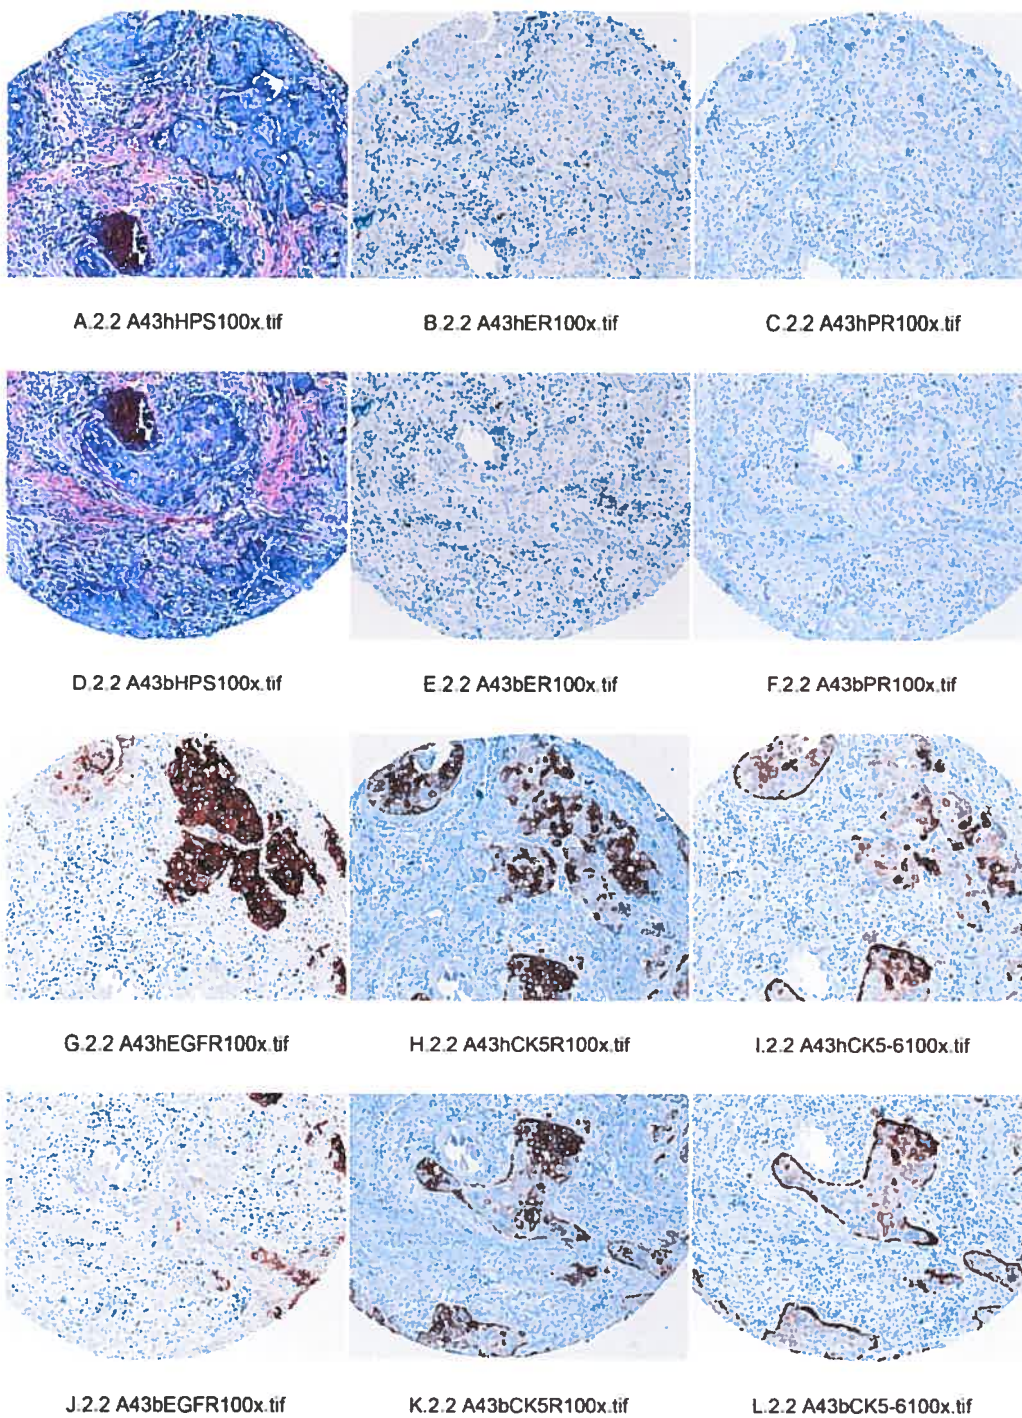 A.2.2 A43hHPS100x.tif
B.2.2 A43hER100x.tif
C.2.2 A43hPR100x.tif
D.2.2 A43bHPS100x.tif
E.2.2 A43bER100x.tif
F.2.2 A43bPR100x.tif
G.2.2 A43hEGFR100x.tif
H.2.2 A43hCK5R100x.tif
I.2.2 A43hCK5-6100x.tif
J.2.2 A43bEGFR100x.tif
K.2.2 A43bCK5R100x.tif
L.2.2 A43bCK5-6100x.tif